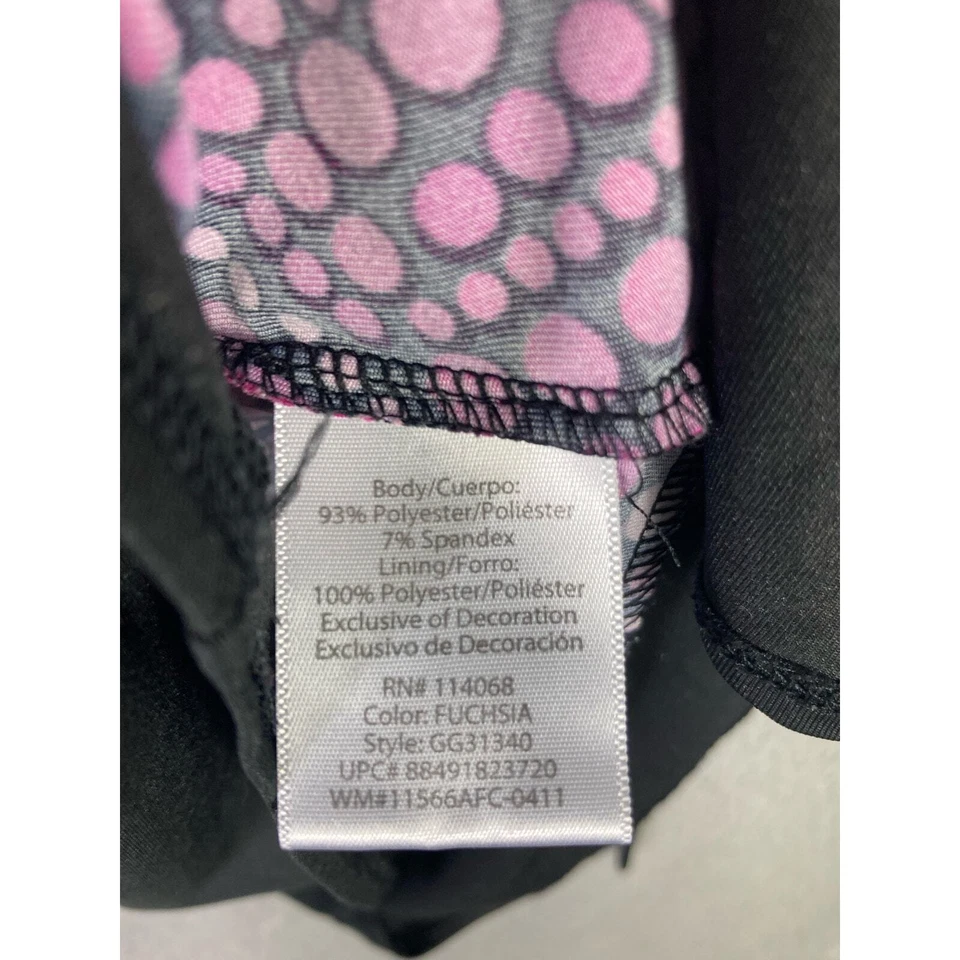 Body/Cuerpo:
93% Polyester/Poliéster
7% Spandex
Lining/Forro:
100% Polyester/Poliéster
Exclusive of Decoration
Exclusivo de Decoración
RN# 114068
Color: FUCHSIA
Style: GG31340
UPC# 88491823720
WM#11566AFC-0411